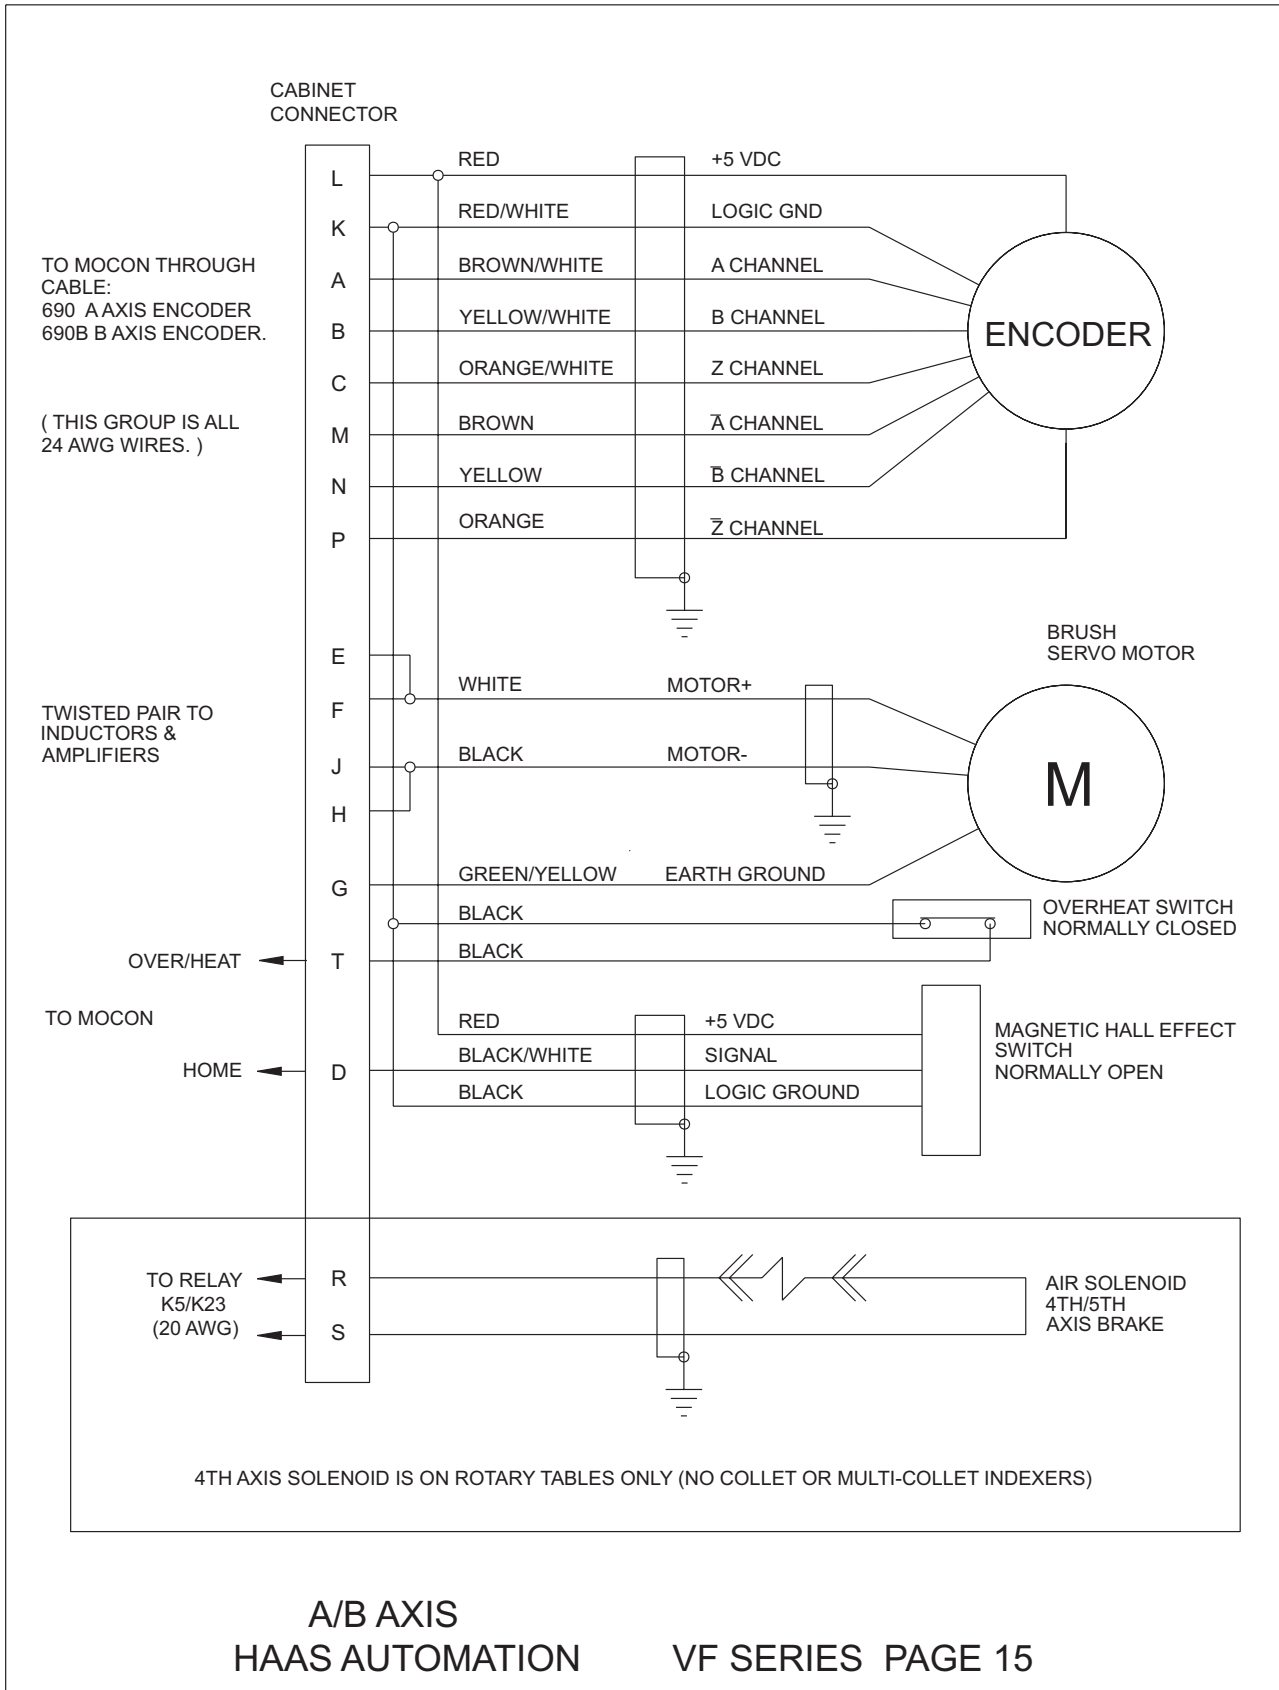 CABINET
CONNECTOR
L RED +5 VDC
K RED/WHITE LOGIC GND
A BROWN/WHITE A CHANNEL
B YELLOW/WHITE B CHANNEL
C ORANGE/WHITE Z CHANNEL
M BROWN A̅ CHANNEL
N YELLOW B̅ CHANNEL
P ORANGE Z̅ CHANNEL
ENCODER
TO MOCON THROUGH
CABLE:
690 A AXIS ENCODER
690B B AXIS ENCODER.
( THIS GROUP IS ALL
24 AWG WIRES. )
E
F WHITE MOTOR+
J BLACK MOTOR-
H
G GREEN/YELLOW EARTH GROUND
BRUSH
SERVO MOTOR
M
TWISTED PAIR TO
INDUCTORS &
AMPLIFIERS
BLACK
OVER/HEAT T BLACK
OVERHEAT SWITCH
NORMALLY CLOSED
TO MOCON
RED +5 VDC
HOME D BLACK/WHITE SIGNAL
BLACK LOGIC GROUND
MAGNETIC HALL EFFECT
SWITCH
NORMALLY OPEN
TO RELAY
K5/K23
(20 AWG)
R
S
AIR SOLENOID
4TH/5TH
AXIS BRAKE
4TH AXIS SOLENOID IS ON ROTARY TABLES ONLY (NO COLLET OR MULTI-COLLET INDEXERS)
A/B AXIS
HAAS AUTOMATION VF SERIES PAGE 15